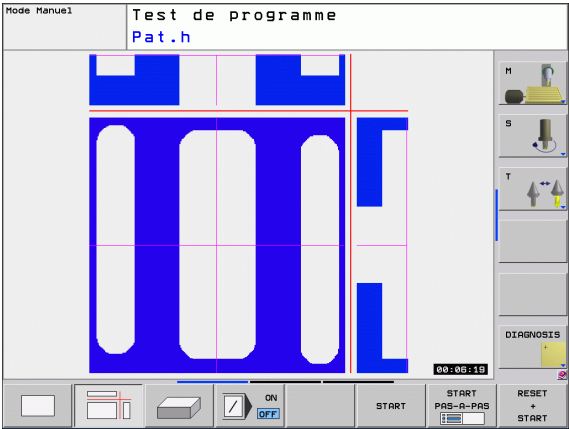 Mode Manuel
Test de programme
Pat.h
M
S
T
DIAGNOSIS
00:06:19
ON
OFF
START
START
PAS-A-PAS
RESET
+
START